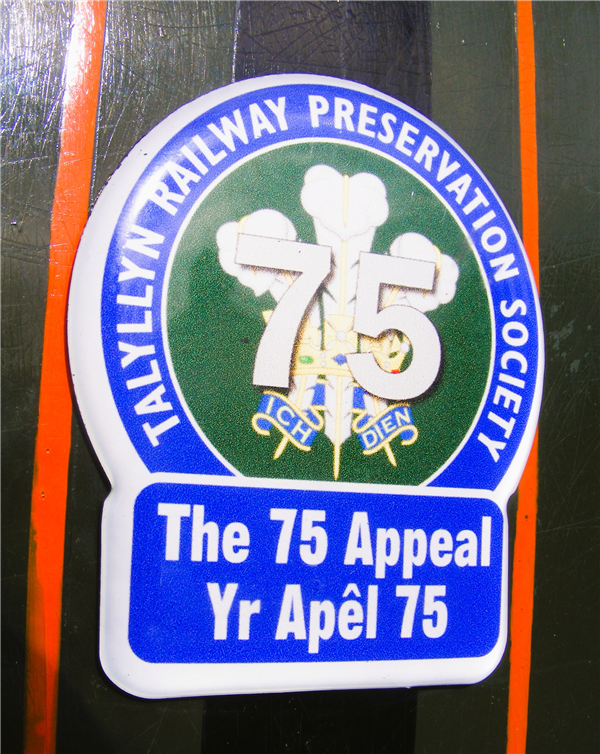 TALYLLYN RAILWAY PRESERVATION SOCIETY
75
ICH DIEN
The 75 Appeal
Yr Apêl 75